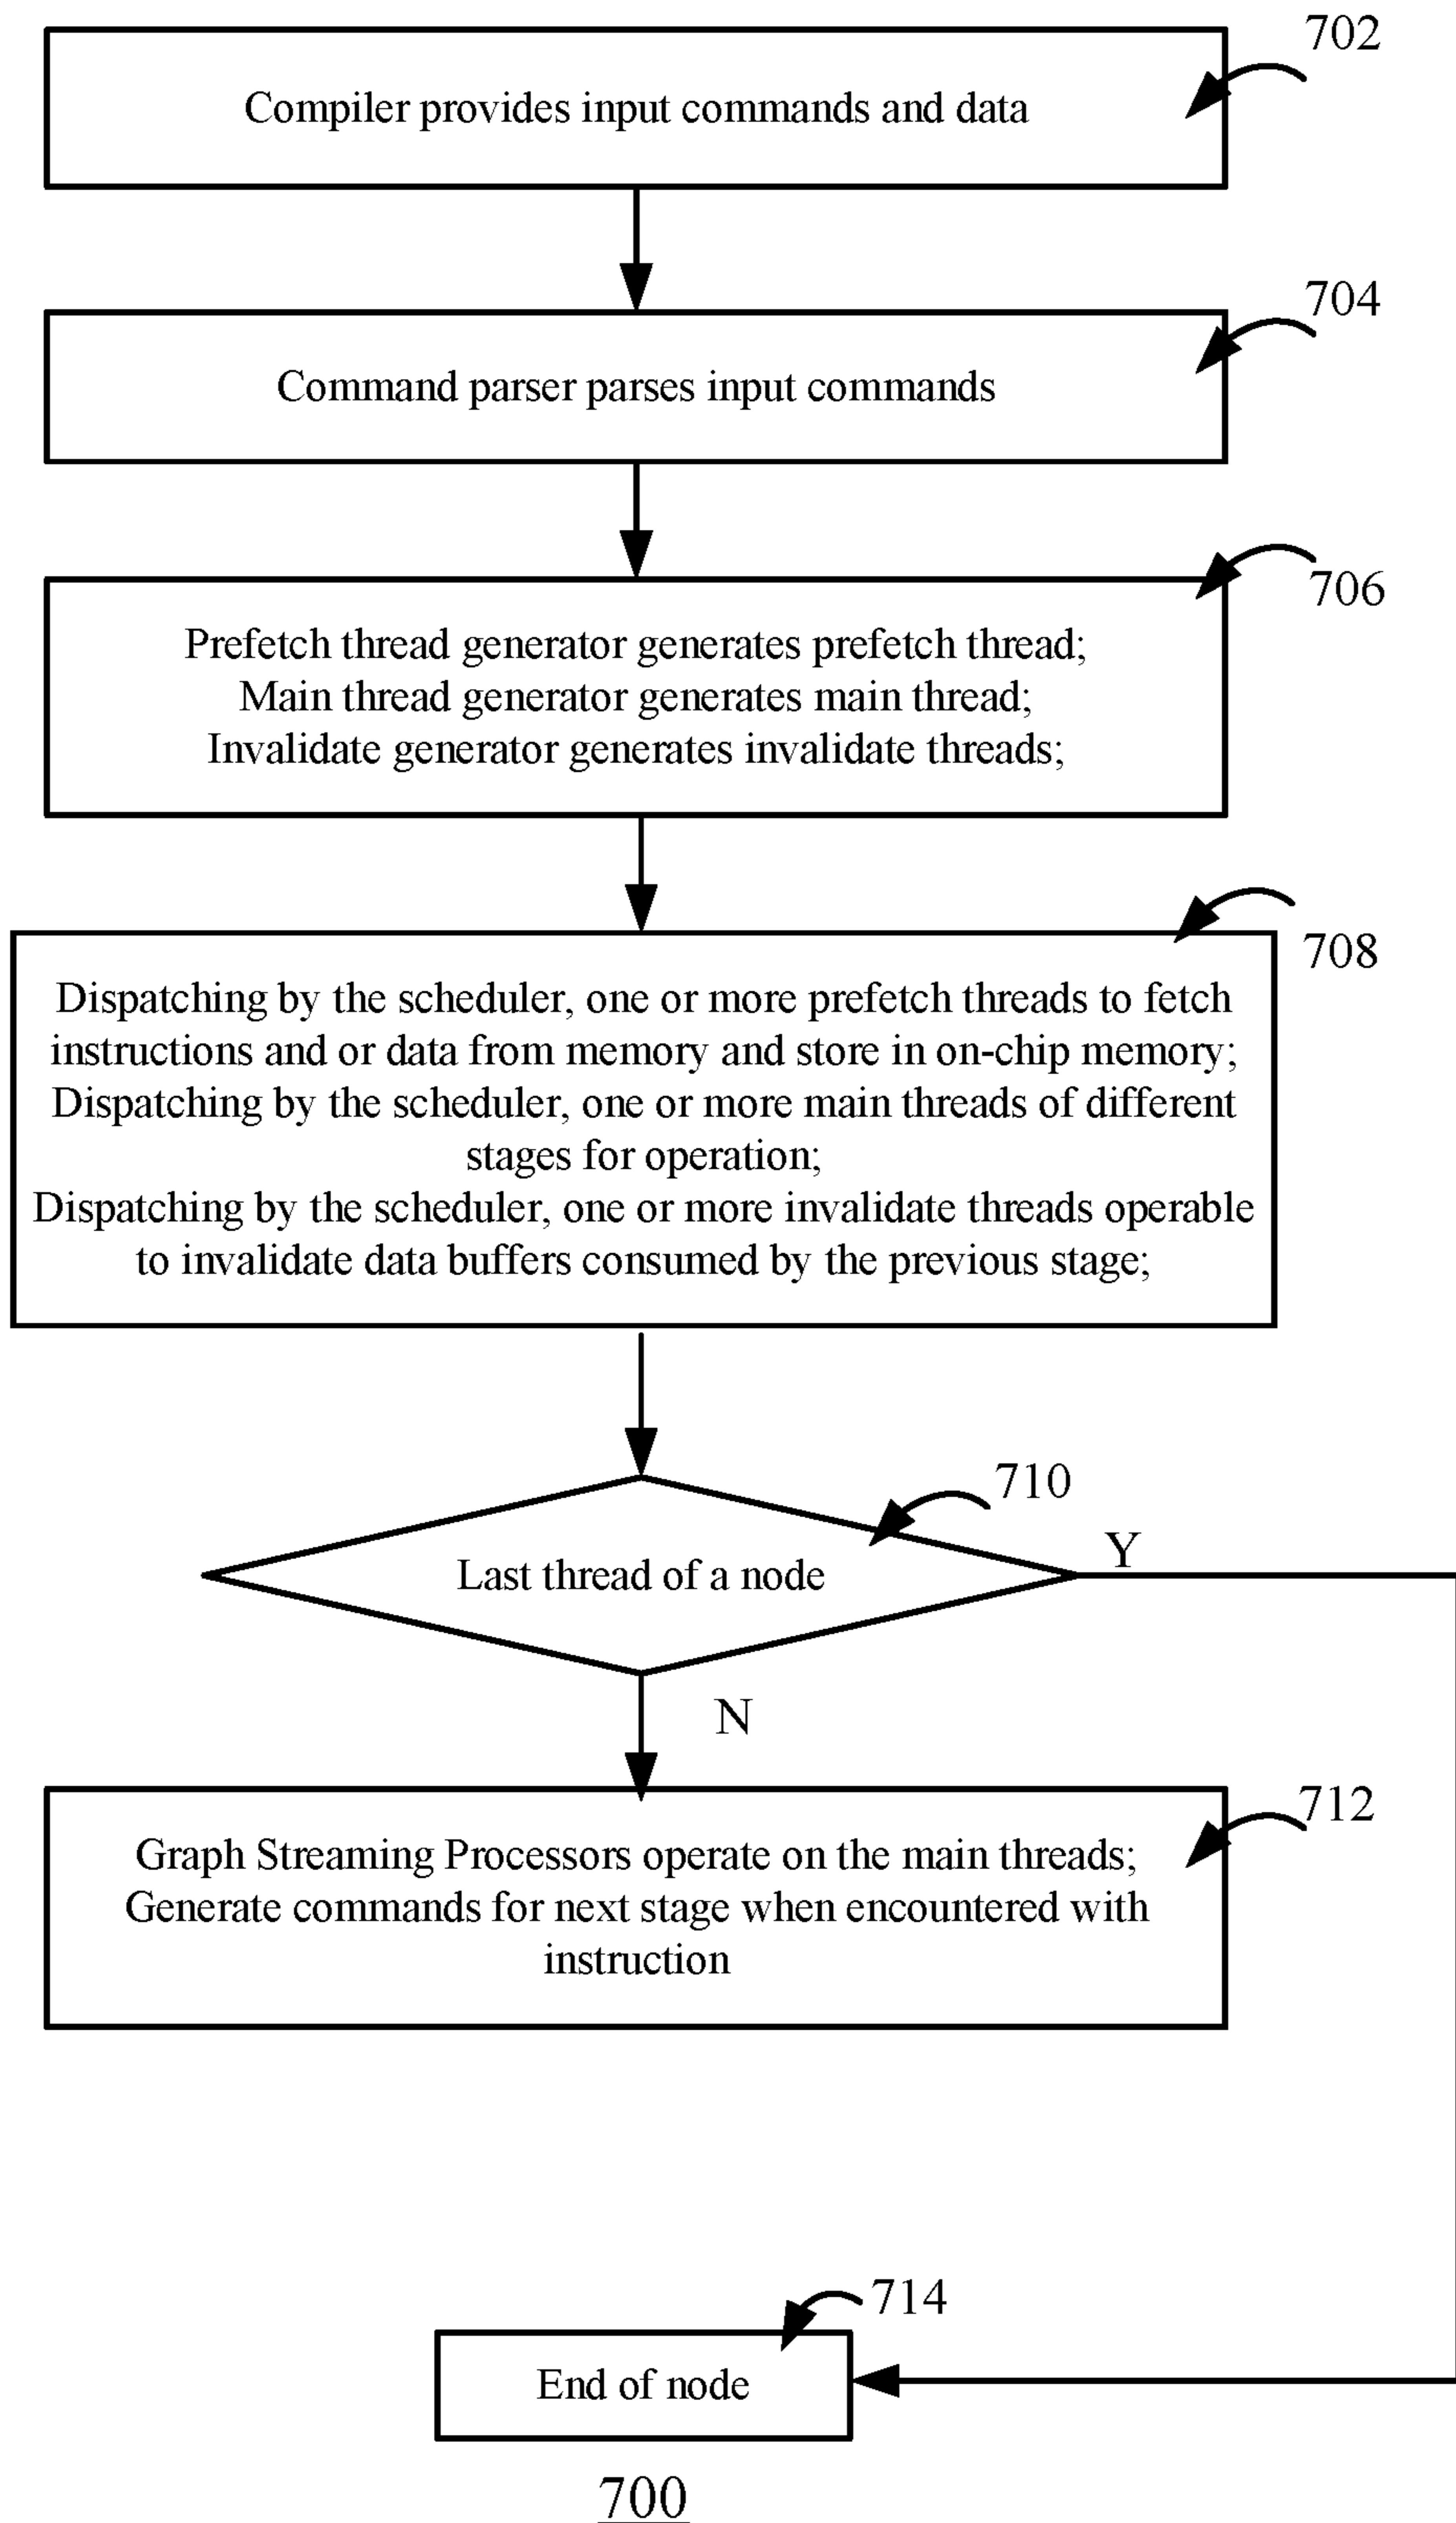 702
Compiler provides input commands and data
704
Command parser parses input commands
706
Prefetch thread generator generates prefetch thread;
Main thread generator generates main thread;
Invalidate generator generates invalidate threads;
708
Dispatching by the scheduler, one or more prefetch threads to fetch
instructions and or data from memory and store in on-chip memory;
Dispatching by the scheduler, one or more main threads of different
stages for operation;
Dispatching by the scheduler, one or more invalidate threads operable
to invalidate data buffers consumed by the previous stage;
710
Last thread of a node
Y
N
712
Graph Streaming Processors operate on the main threads;
Generate commands for next stage when encountered with
instruction
714
End of node
700